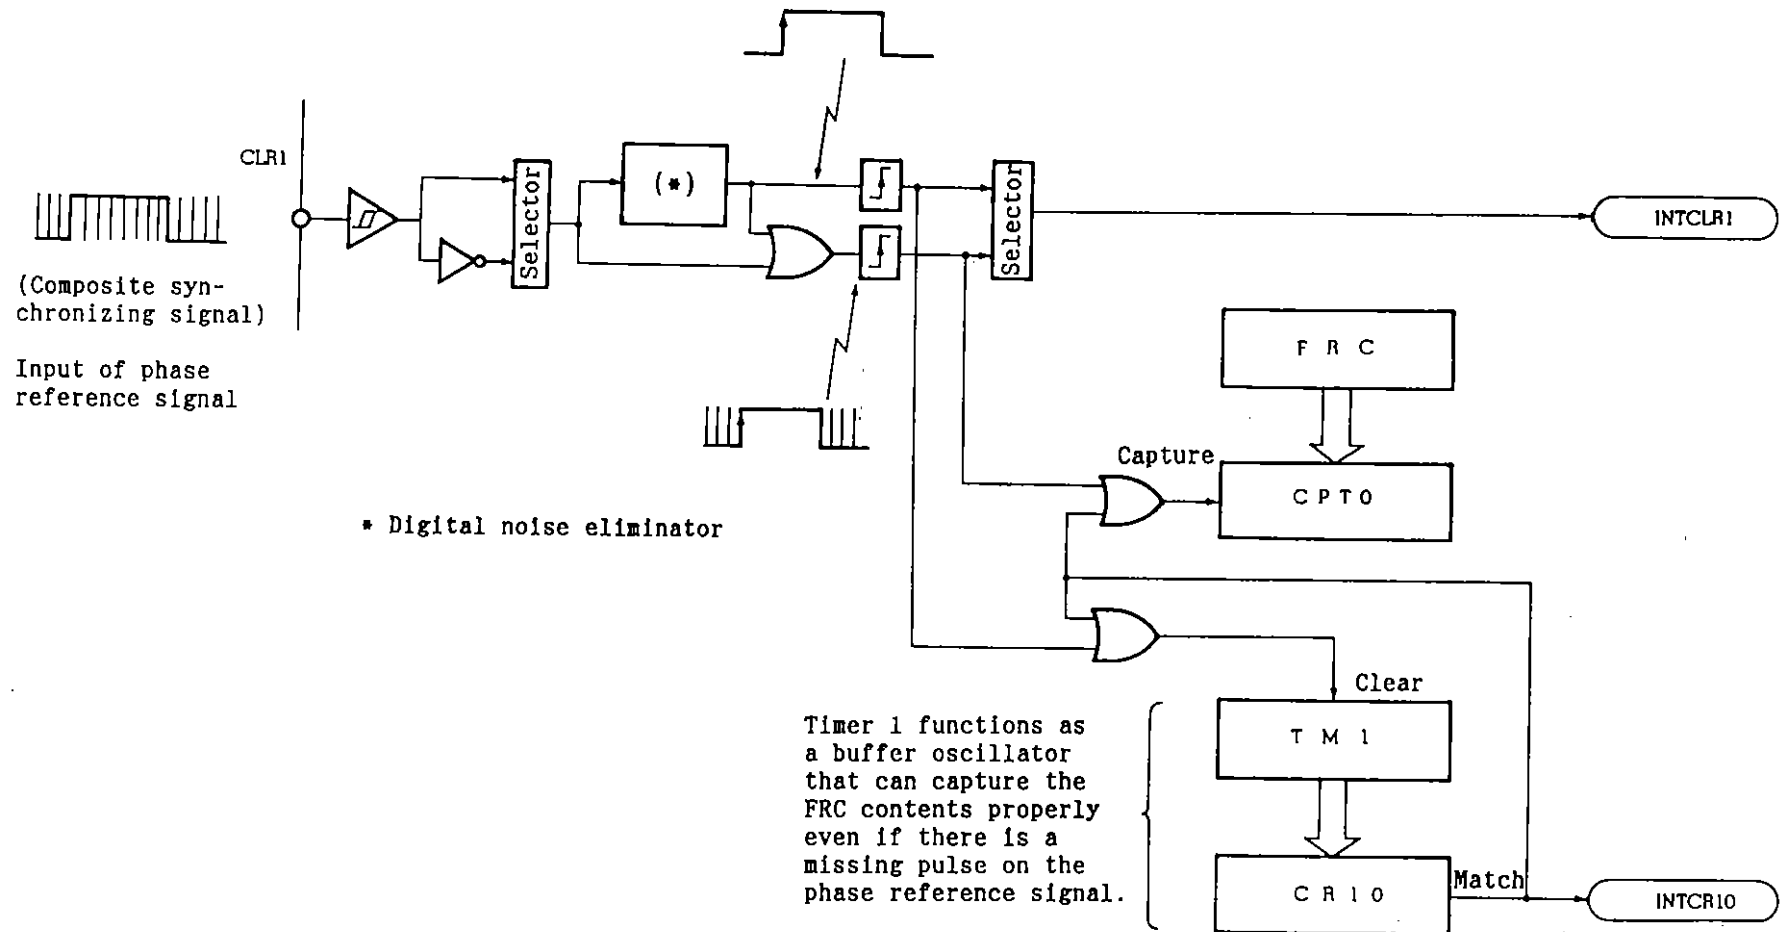 CLR1
Selector
(*)
Selector
INTCLR1
(Composite syn-
chronizing signal)
Input of phase
reference signal
F R C
Capture
C P T 0
* Digital noise eliminator
Clear
Timer 1 functions as
a buffer oscillator
that can capture the
FRC contents properly
even if there is a
missing pulse on the
phase reference signal.
T M 1
C R 1 0
Match
INTCR10